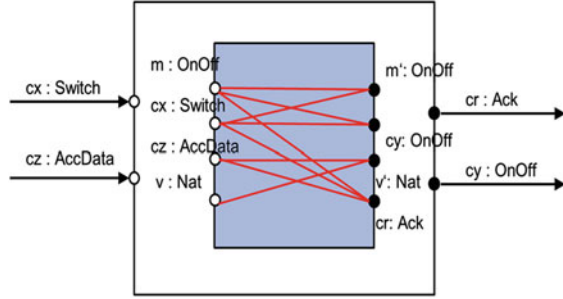 m : OnOff
m': OnOff
cx : Switch
cx : Switch
cr : Ack
cz : AccData
cy: OnOff
cz : AccData
v : Nat
v': Nat
cy : OnOff
cr: Ack